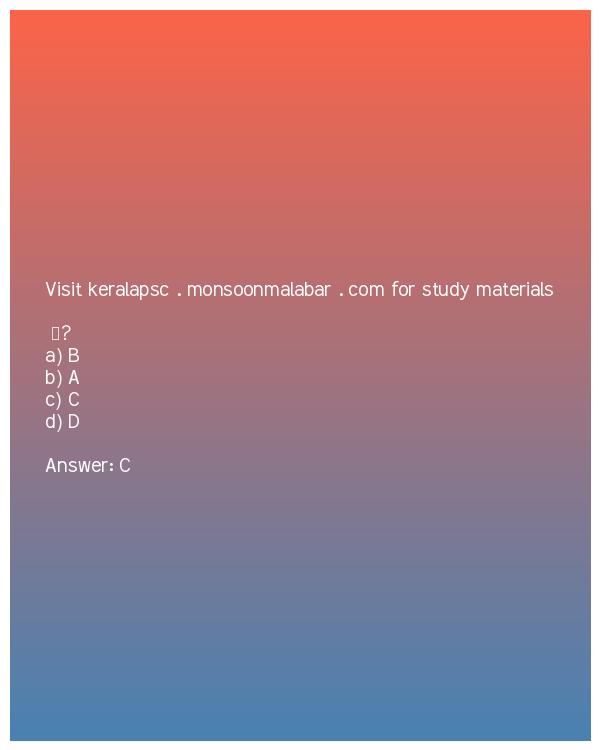 Visit keralapsc . monsoonmalabar . com for study materials
?
a) B
b) A
c) C
d) D
Answer: C